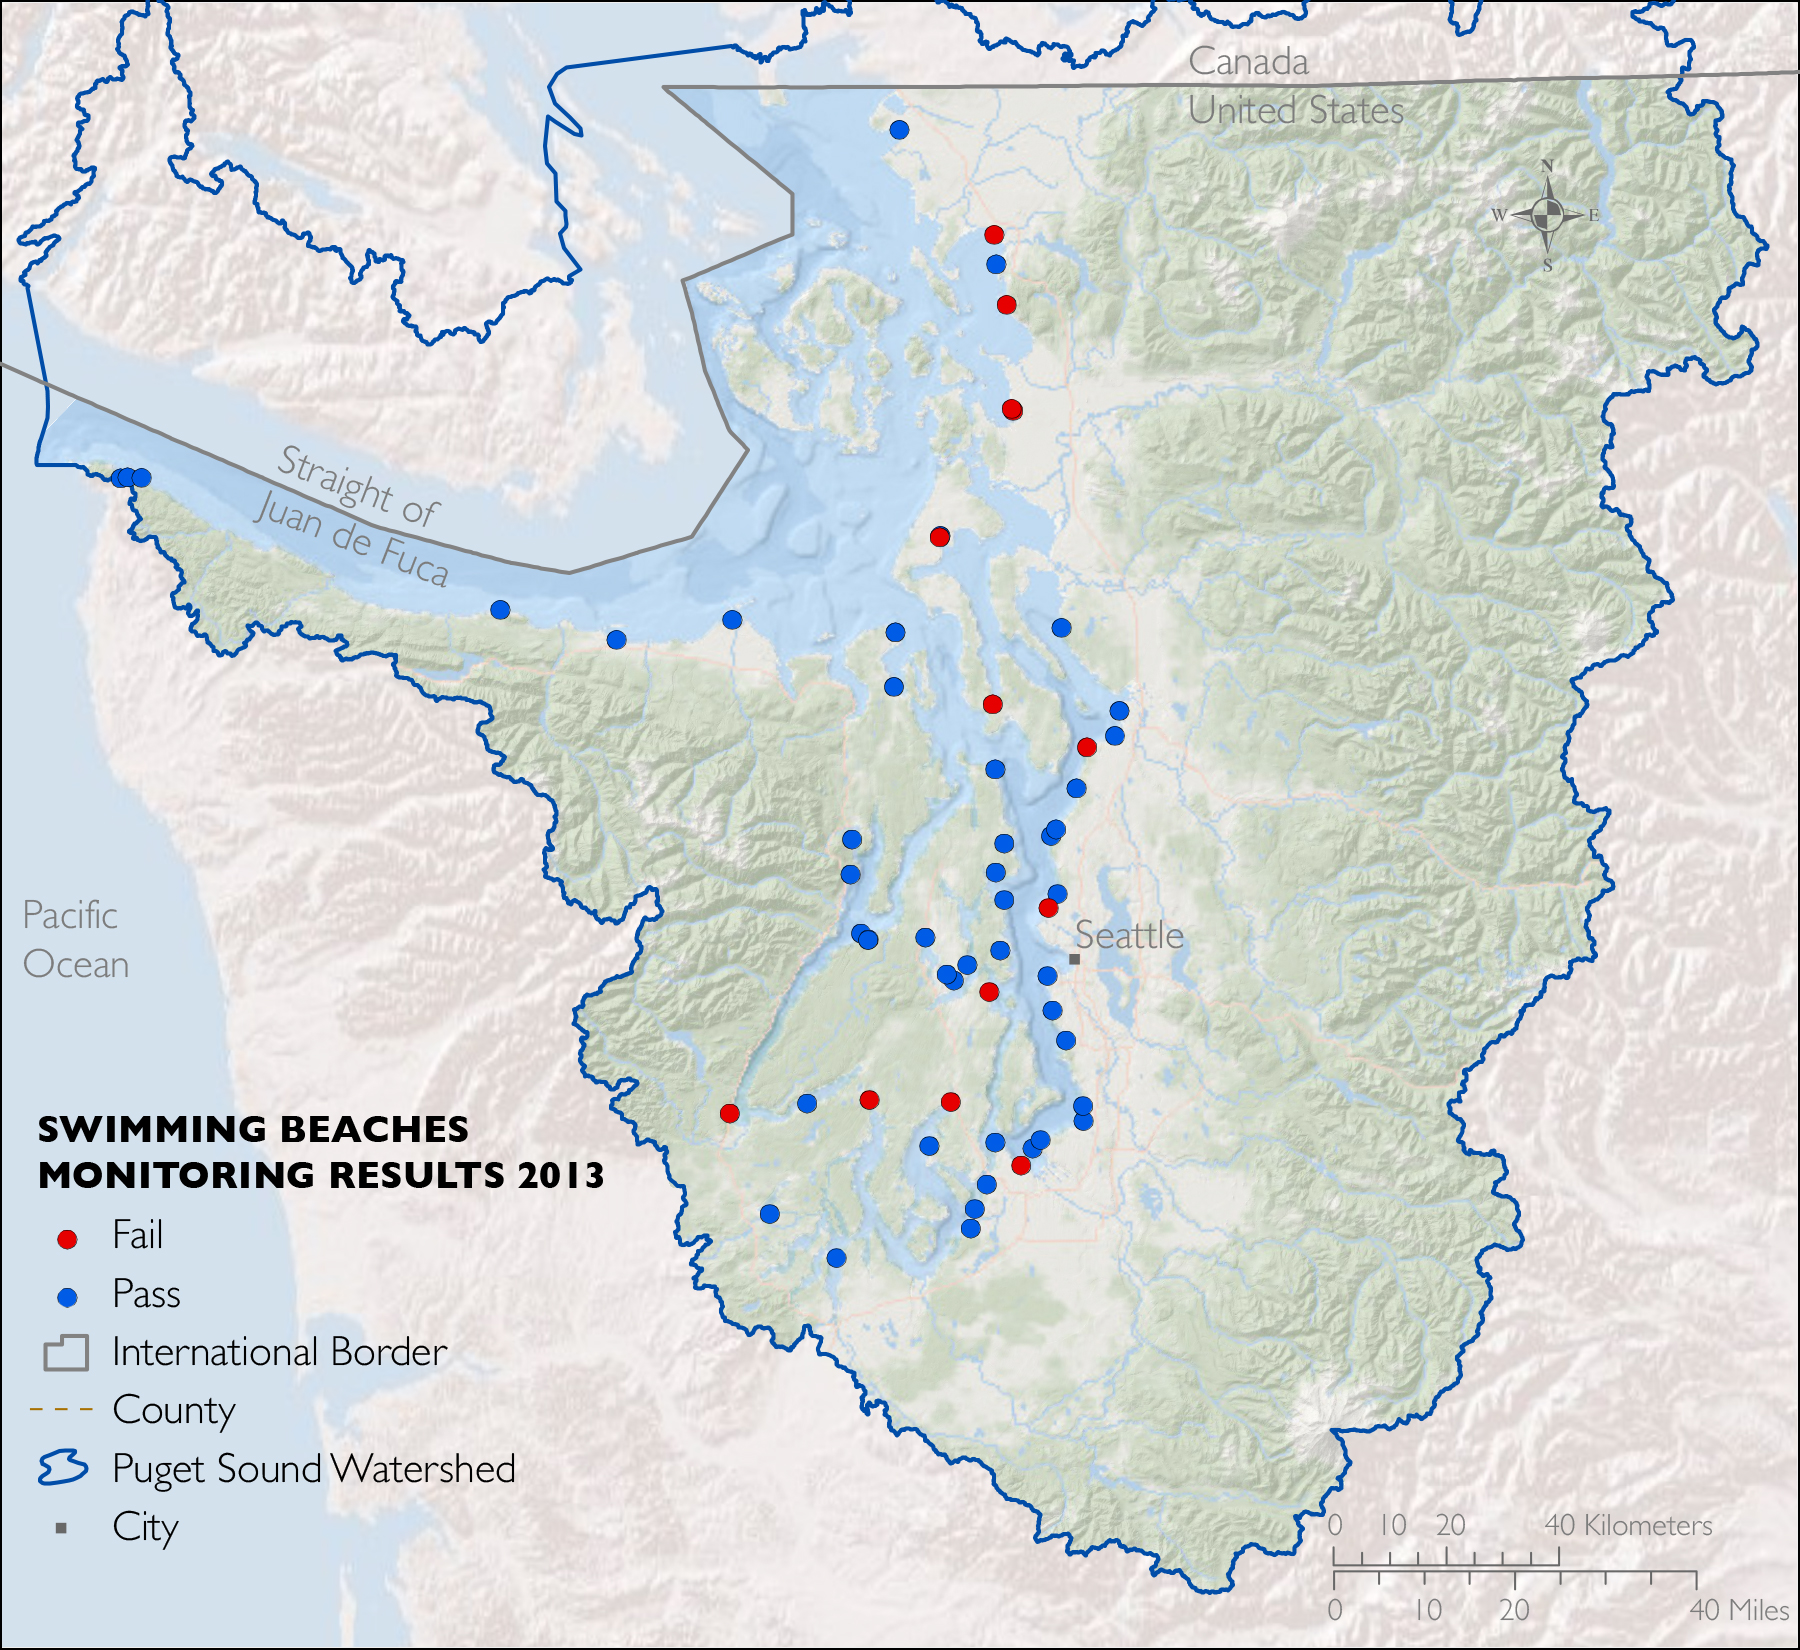 Canada
United States
N
W
E
S
Straight of
Juan de Fuca
Pacific
Ocean
Seattle
SWIMMING BEACHES
MONITORING RESULTS 2013
Fail
Pass
International Border
County
Puget Sound Watershed
City
0 10 20 40 Kilometers
0 10 20 40 Miles